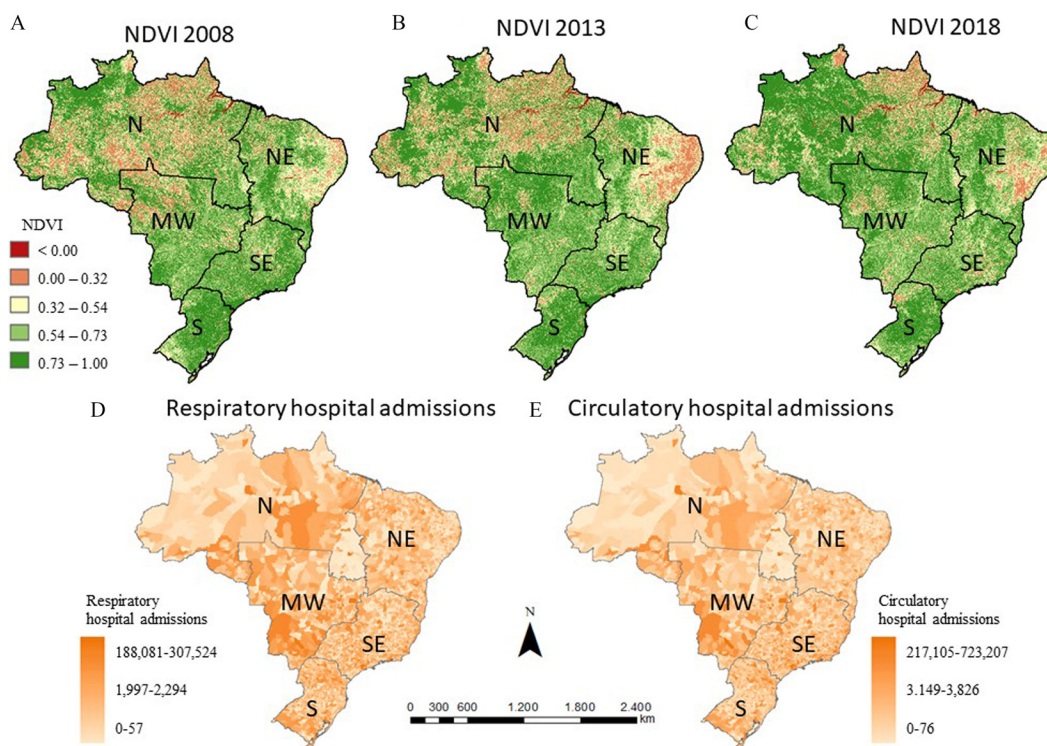 A
NDVI 2008
B
NDVI 2013
C
NDVI 2018
N
NE
MW
SE
S
N
NE
MW
SE
S
N
NE
MW
SE
S
NDVI
< 0.00
0.00 – 0.32
0.32 – 0.54
0.54 – 0.73
0.73 – 1.00
D
Respiratory hospital admissions
E
Circulatory hospital admissions
N
NE
MW
SE
S
N
NE
MW
SE
S
Respiratory
hospital admissions
188,081-307,524
1,997-2,294
0-57
N
0 300 600 1.200 1.800 2.400
km
Circulatory
hospital admissions
217,105-723,207
3.149-3,826
0-76